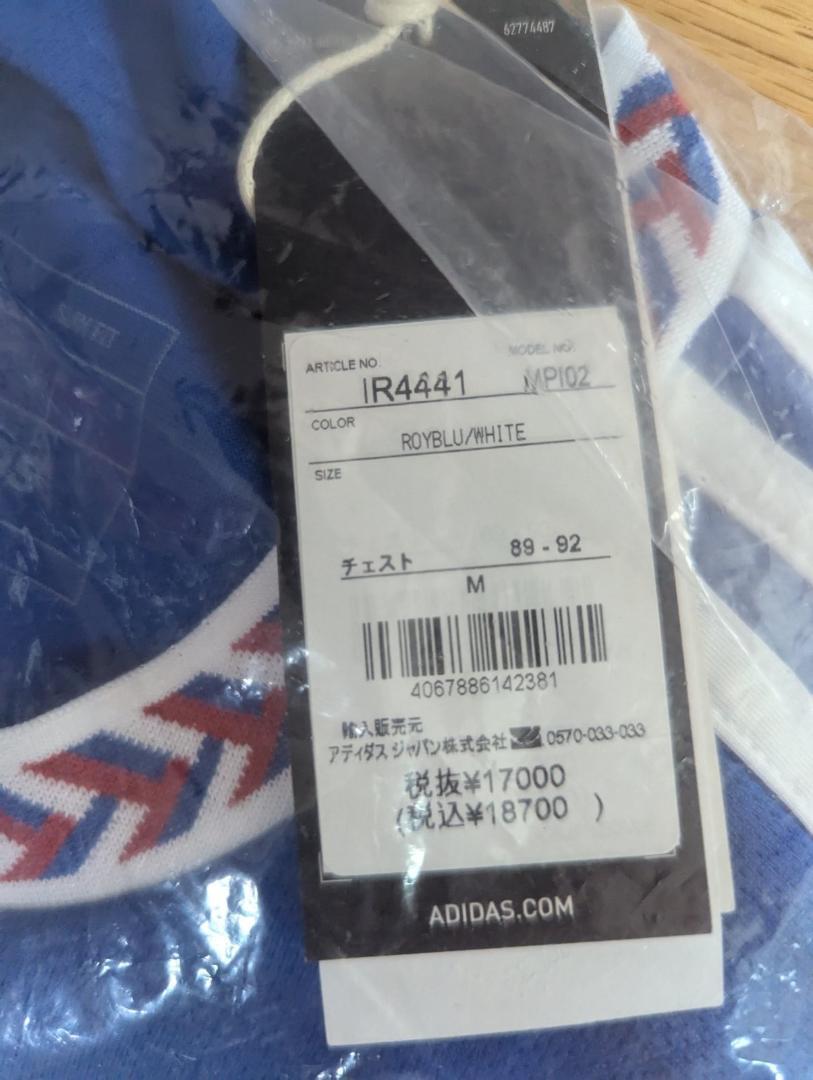 62774487
ARTICLE NO.
MODEL NO.
IR4441 MPI02
COLOR
ROYBLU/WHITE
SIZE
チェスト 89 - 92
M
4067886142381
輸入販売元
アディダス ジャパン株式会社 0570-033-033
税抜¥17000
(税込¥18700 )
ADIDAS.COM